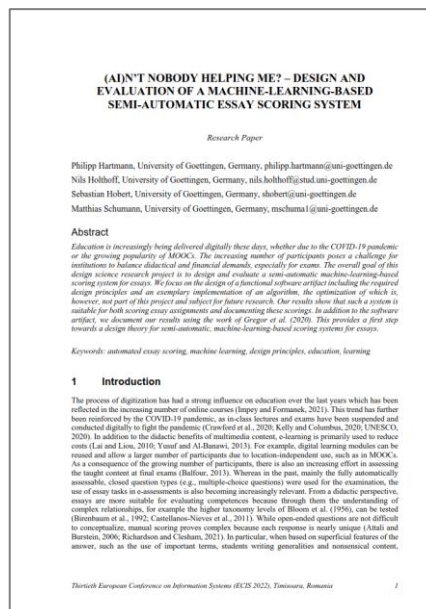 (AI)N'T NOBODY HELPING ME? – DESIGN AND
EVALUATION OF A MACHINE-LEARNING-BASED
SEMI-AUTOMATIC ESSAY SCORING SYSTEM
Research Paper
Philipp Hartmann, University of Goettingen, Germany, philipp.hartmann@uni-goettingen.de
Nils Holthoff, University of Goettingen, Germany, nils.holthoff@stud.uni-goettingen.de
Sebastian Hobert, University of Goettingen, Germany, shobert@uni-goettingen.de
Matthias Schumann, University of Goettingen, Germany, mschuma1@uni-goettingen.de
Abstract
Education is increasingly being delivered digitally these days, whether due to the COVID-19 pandemic
or the growing popularity of MOOCs. The increasing number of participants poses a challenge for
institutions to balance didactical and financial demands, especially for exams. The overall goal of this
design science research project is to design and evaluate a semi-automatic machine-learning-based
scoring system for essays. We focus on the design of a functional software artifact including the required
design principles and an exemplary implementation of an algorithm, the optimization of which is,
however, not part of this project and subject for future research. Our results show that such a system is
suitable for both scoring essay assignments and documenting these scorings. In addition to the software
artifact, we document our results using the work of Gregor et al. (2020). This provides a first step
towards a design theory for semi-automatic, machine-learning-based scoring systems for essays.
Keywords: automated essay scoring, machine learning, design principles, education, learning
1 Introduction
The process of digitization has had a strong influence on education over the last years which has been
reflected in the increasing number of online courses (Impey and Formanek, 2021). This trend has further
been reinforced by the COVID-19 pandemic, as in-class lectures and exams have been suspended and
conducted digitally to fight the pandemic (Crawford et al., 2020; Kelly and Columbus, 2020; UNESCO,
2020). In addition to the didactic benefits of multimedia content, e-learning is primarily used to reduce
costs (Lai and Liou, 2010; Yusuf and Al-Banawi, 2013). For example, digital learning modules can be
reused and allow a larger number of participants due to location-independent use, such as in MOOCs.
As a consequence of the growing number of participants, there is also an increasing effort in assessing
the taught content at final exams (Balfour, 2013). Whereas in the past, mainly the fully automatically
assessable, closed question types (e.g., multiple-choice questions) were used for the examination, the
use of essay tasks in e-assessments is also becoming increasingly relevant. From a didactic perspective,
essays are more suitable for evaluating competences because through them the understanding of
complex relationships, for example the higher taxonomy levels of Bloom et al. (1956), can be tested
(Birenbaum et al., 1992; Castellanos-Nieves et al., 2011). While open-ended questions are not difficult
to conceptualize, manual scoring proves complex because each response is nearly unique (Attali and
Burstein, 2006; Richardson and Clesham, 2021). In particular, when based on superficial features of the
answer, such as the use of important terms, students writing generalities and nonsensical content,
Thirtieth European Conference on Information Systems (ECIS 2022), Timisoara, Romania 1